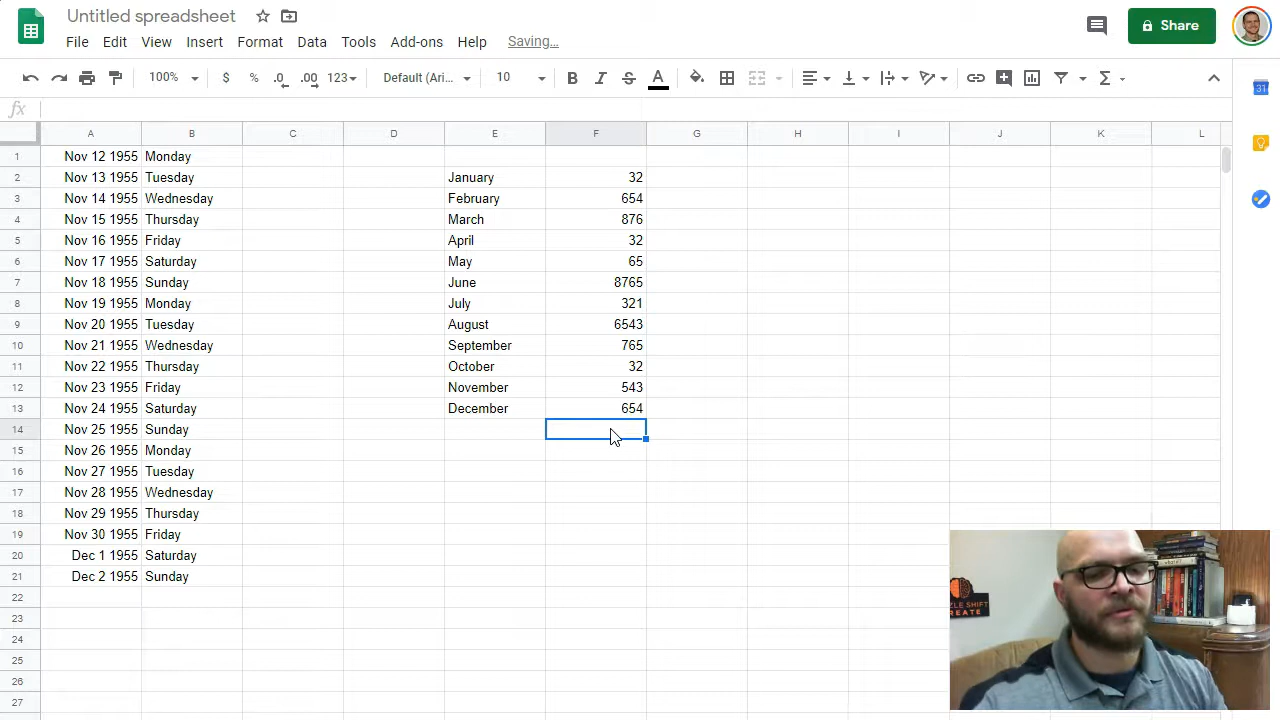 Untitled spreadsheet
File Edit View Insert Format Data Tools Add-ons Help Saving…
Share
100% $ % .0 .00 123 Default (Ari... 10 B I S A Σ
31
fx
A B C D E F G H I J K L
1 Nov 12 1955 Monday
2 Nov 13 1955 Tuesday January 32
3 Nov 14 1955 Wednesday February 654
4 Nov 15 1955 Thursday March 876
5 Nov 16 1955 Friday April 32
6 Nov 17 1955 Saturday May 65
7 Nov 18 1955 Sunday June 8765
8 Nov 19 1955 Monday July 321
9 Nov 20 1955 Tuesday August 6543
10 Nov 21 1955 Wednesday September 765
11 Nov 22 1955 Thursday October 32
12 Nov 23 1955 Friday November 543
13 Nov 24 1955 Saturday December 654
14 Nov 25 1955 Sunday
15 Nov 26 1955 Monday
16 Nov 27 1955 Tuesday
17 Nov 28 1955 Wednesday
18 Nov 29 1955 Thursday
19 Nov 30 1955 Friday
20 Dec 1 1955 Saturday
21 Dec 2 1955 Sunday
22
23
24
25
26
27
ZLE SHIFT
REATE